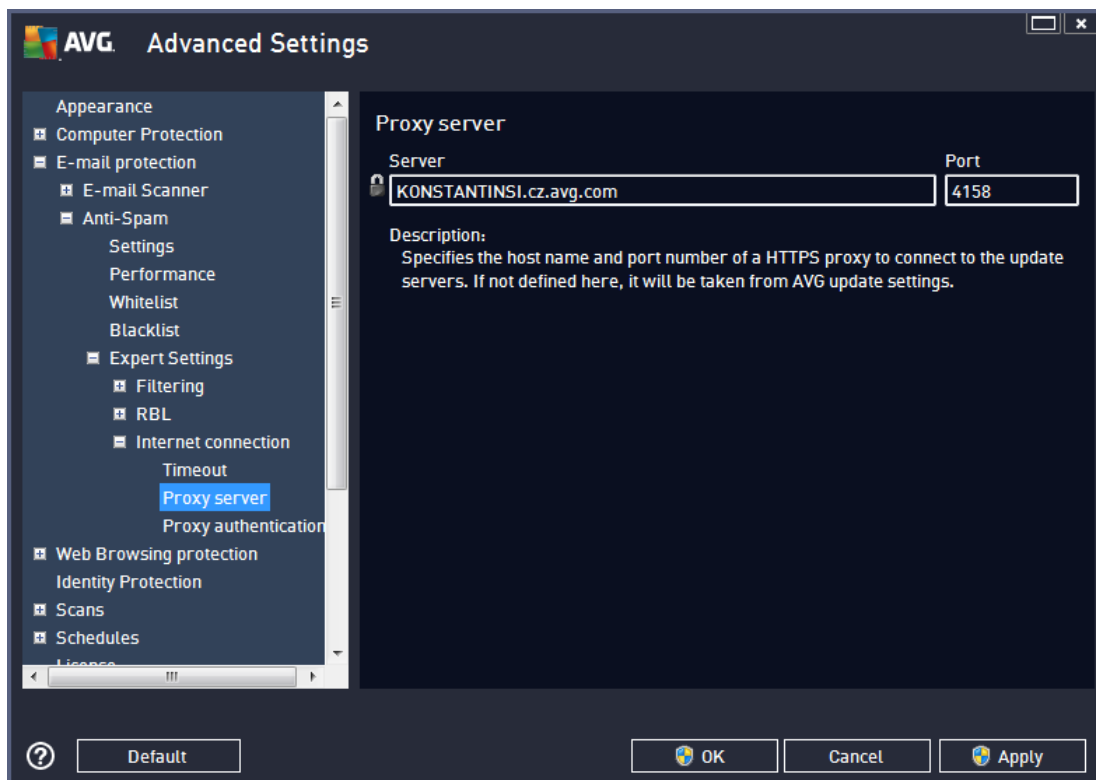 AVG. Advanced Settings
Appearance
Computer Protection
E-mail protection
E-mail Scanner
Anti-Spam
Settings
Performance
Whitelist
Blacklist
Expert Settings
Filtering
RBL
Internet connection
Timeout
Proxy server
Proxy authentication
Web Browsing protection
Identity Protection
Scans
Schedules
License
Proxy server
Server Port
KONSTANTINSI.cz.avg.com 4158
Description:
Specifies the host name and port number of a HTTPS proxy to connect to the update
servers. If not defined here, it will be taken from AVG update settings.
? Default OK Cancel Apply